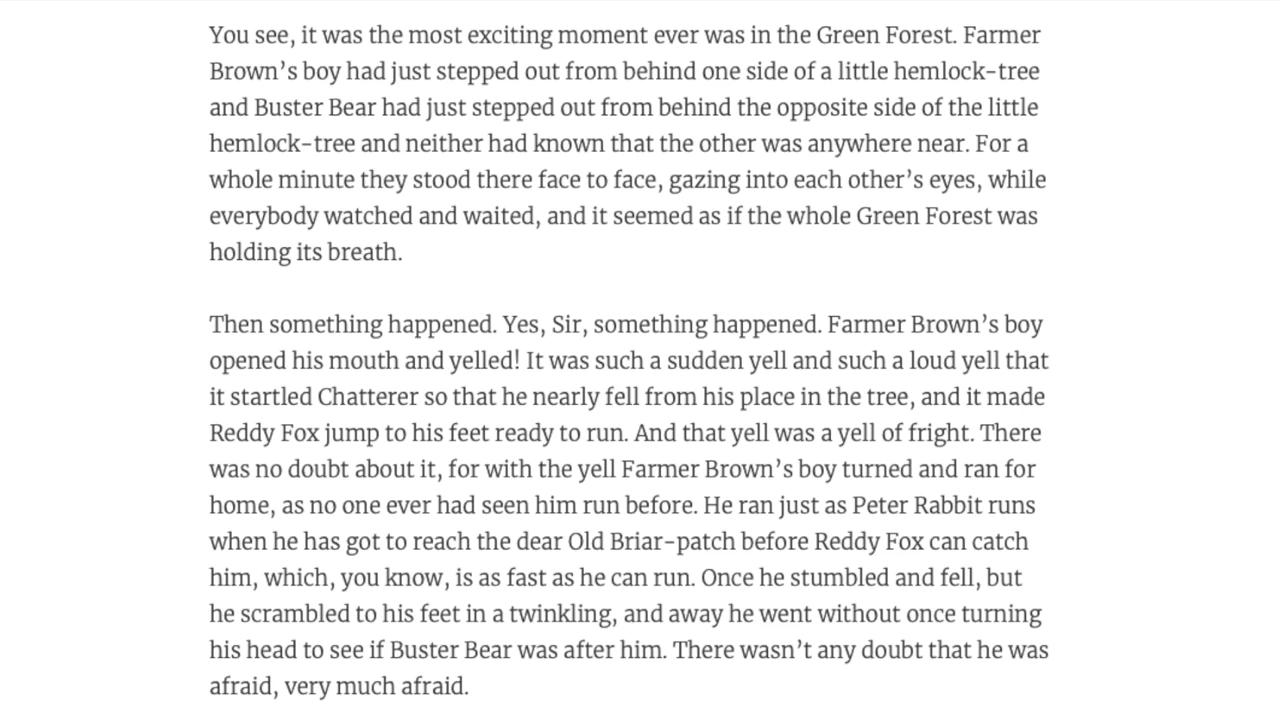 You see, it was the most exciting moment ever was in the Green Forest. Farmer
Brown’s boy had just stepped out from behind one side of a little hemlock-tree
and Buster Bear had just stepped out from behind the opposite side of the little
hemlock-tree and neither had known that the other was anywhere near. For a
whole minute they stood there face to face, gazing into each other’s eyes, while
everybody watched and waited, and it seemed as if the whole Green Forest was
holding its breath.
Then something happened. Yes, Sir, something happened. Farmer Brown’s boy
opened his mouth and yelled! It was such a sudden yell and such a loud yell that
it startled Chatterer so that he nearly fell from his place in the tree, and it made
Reddy Fox jump to his feet ready to run. And that yell was a yell of fright. There
was no doubt about it, for with the yell Farmer Brown’s boy turned and ran for
home, as no one ever had seen him run before. He ran just as Peter Rabbit runs
when he has got to reach the dear Old Briar-patch before Reddy Fox can catch
him, which, you know, is as fast as he can run. Once he stumbled and fell, but
he scrambled to his feet in a twinkling, and away he went without once turning
his head to see if Buster Bear was after him. There wasn’t any doubt that he was
afraid, very much afraid.